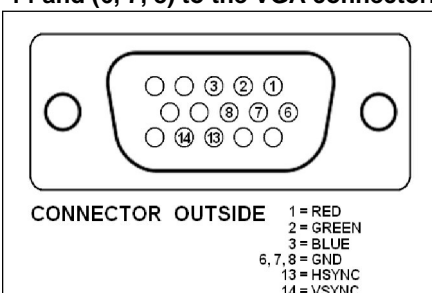 14 and (6, 7, 8) to the VGA connector.
3 2 1
8 7 6
14 13
CONNECTOR OUTSIDE 1 = RED
2 = GREEN
3 = BLUE
6, 7, 8 = GND
13 = HSYNC
14 = VSYNC